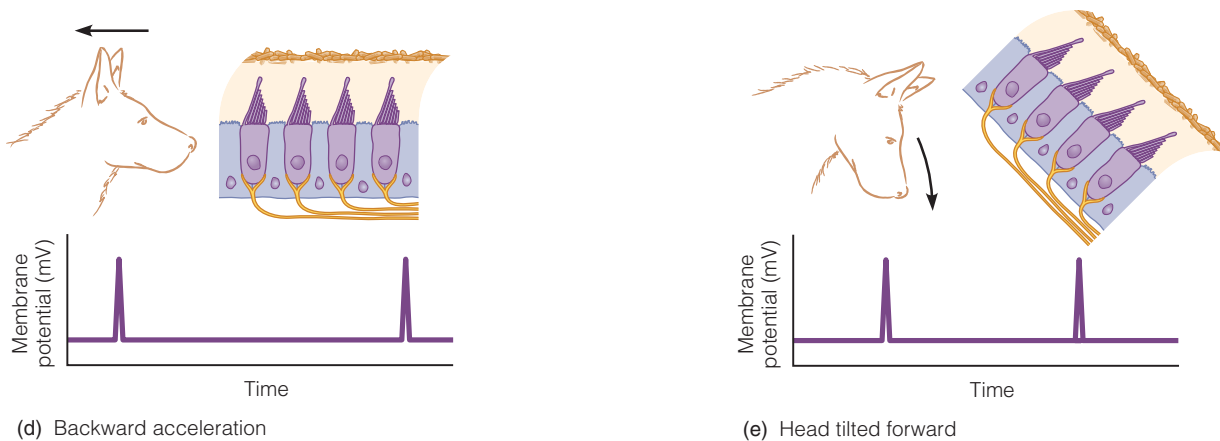 Membrane
potential (mV)
Time
(d) Backward acceleration
Membrane
potential (mV)
Time
(e) Head tilted forward